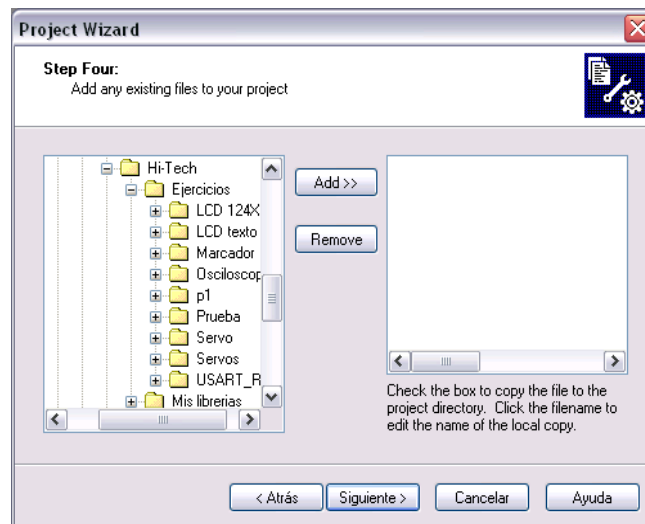 Project Wizard
Step Four:
Add any existing files to your project
Hi-Tech
Ejercicios
LCD 124X
LCD texto
Marcador
Osciloscop
p1
Prueba
Servo
Servos
USART_R
Mis librerias
Add >>
Remove
Check the box to copy the file to the
project directory. Click the filename to
edit the name of the local copy.
< Atrás
Siguiente >
Cancelar
Ayuda